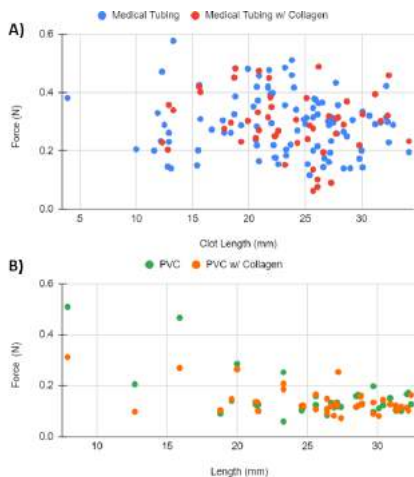 Medical Tubing Medical Tubing w/ Collagen
A)
0.6
0.4
0.2
0.0
Force (N)
5 10 15 20 25 30
Clot Length (mm)
B)
PVC PVC w/ Collagen
0.6
0.4
0.2
0.0
Force (N)
10 15 20 25 30
Length (mm)